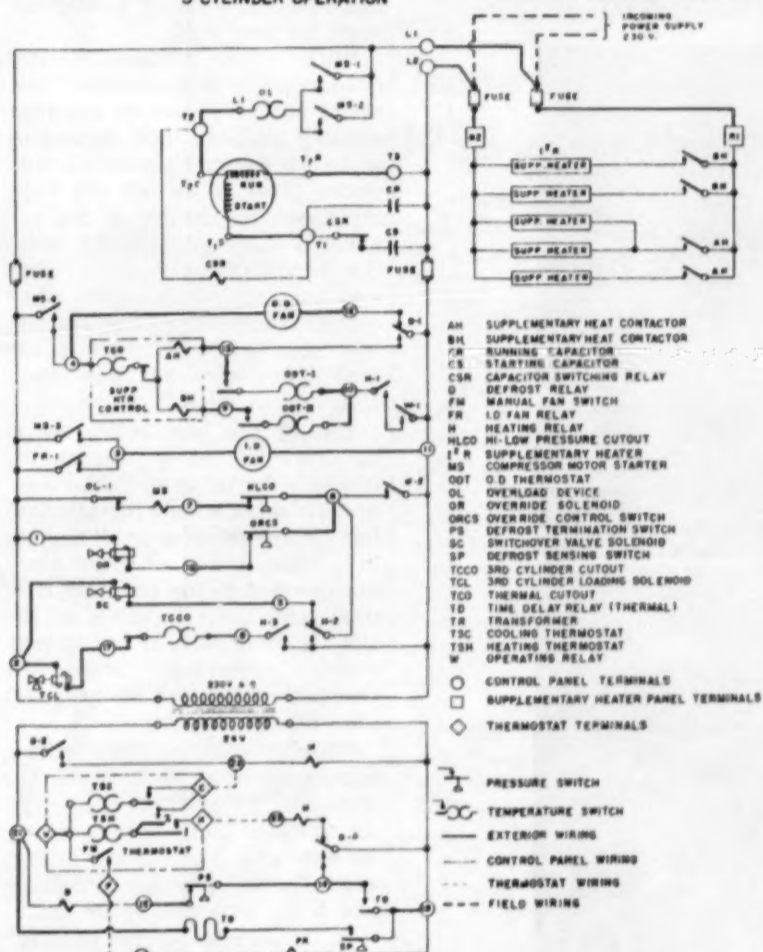 3 CYLINDER OPERATION
INCOMING
POWER SUPPLY
230 V.
L1
L2
MS-1
MS-2
OL
L1
T2
FUSE
FUSE
RUN
START
T3
CR
CSR
T1
CS
CSR
FUSE
FUSE
SUPP HEATER
BH
SUPP HEATER
BH
SUPP HEATER
SUPP HEATER
AH
SUPP HEATER
AH
O.D
FAN
D-1
TCO
AH
BH
SUPP
HTR
CONTROL
ODT-I
ODT-II
H-1
MS-3
FR-1
I.D
FAN
OL-1
MS
HLCO
ORCS
OR
SC
TCCO
H-3
H-2
TCL
230V
24V
TSC
TSH
FM
THERMOSTAT
PS
TD
TD
FR
SP
AH SUPPLEMENTARY HEAT CONTACTOR
BH SUPPLEMENTARY HEAT CONTACTOR
CR RUNNING CAPACITOR
CS STARTING CAPACITOR
CSR CAPACITOR SWITCHING RELAY
D DEFROST RELAY
FM MANUAL FAN SWITCH
FR I.D FAN RELAY
H HEATING RELAY
HLCO HI-LOW PRESSURE CUTOUT
I²R SUPPLEMENTARY HEATER
MS COMPRESSOR MOTOR STARTER
ODT O.D THERMOSTAT
OL OVERLOAD DEVICE
OR OVERRIDE SOLENOID
ORCS OVERRIDE CONTROL SWITCH
PS DEFROST TERMINATION SWITCH
SC SWITCHOVER VALVE SOLENOID
SP DEFROST SENSING SWITCH
TCCO 3RD CYLINDER CUTOUT
TCL 3RD CYLINDER LOADING SOLENOID
TCO THERMAL CUTOUT
TD TIME DELAY RELAY (THERMAL)
TR TRANSFORMER
TSC COOLING THERMOSTAT
TSH HEATING THERMOSTAT
W OPERATING RELAY
CONTROL PANEL TERMINALS
SUPPLEMENTARY HEATER PANEL TERMINALS
THERMOSTAT TERMINALS
PRESSURE SWITCH
TEMPERATURE SWITCH
EXTERIOR WIRING
CONTROL PANEL WIRING
THERMOSTAT WIRING
FIELD WIRING